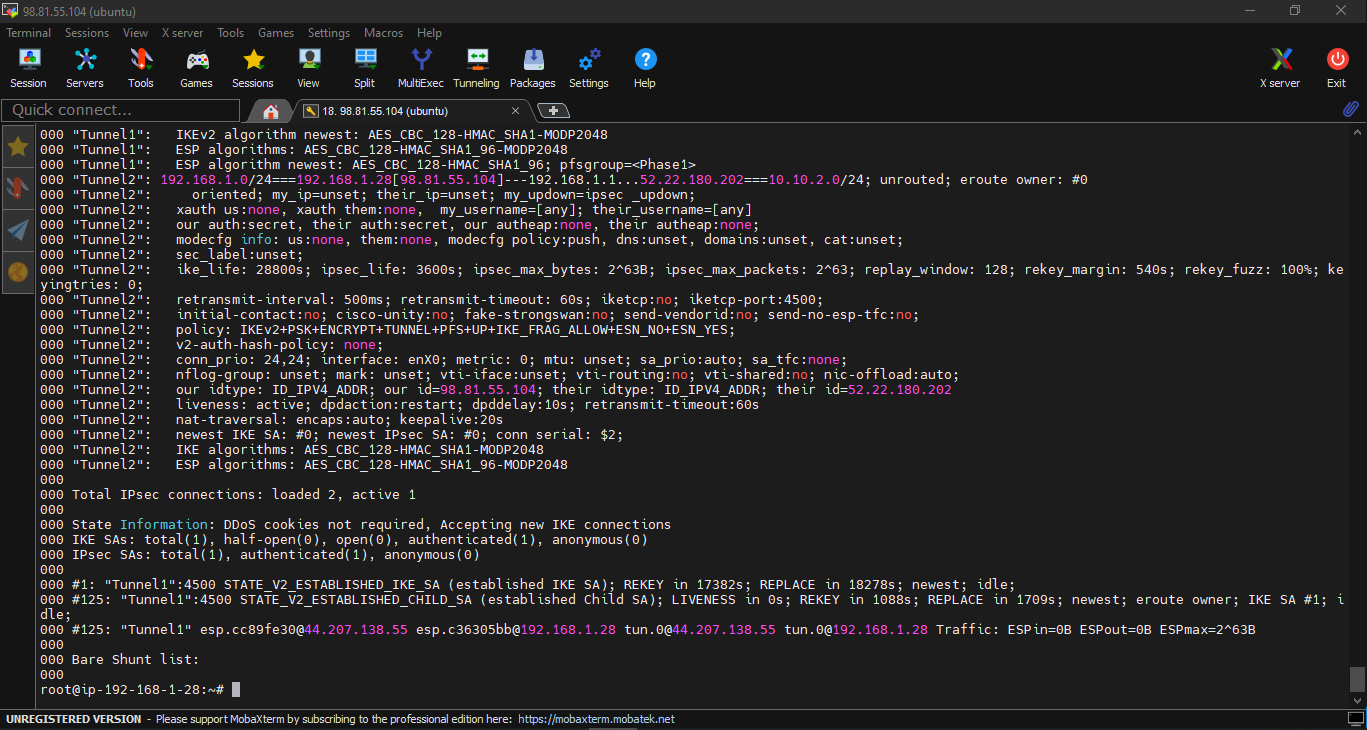 98.81.55.104 (ubuntu)
Terminal Sessions View X server Tools Games Settings Macros Help
Session Servers Tools Games Sessions View Split MultiExec Tunneling Packages Settings Help X server Exit
Quick connect...
18. 98.81.55.104 (ubuntu)
000 "Tunnel1":   IKEv2 algorithm newest: AES_CBC_128-HMAC_SHA1-MODP2048
000 "Tunnel1":   ESP algorithms: AES_CBC_128-HMAC_SHA1_96-MODP2048
000 "Tunnel1":   ESP algorithm newest: AES_CBC_128-HMAC_SHA1_96; pfsgroup=<Phase1>
000 "Tunnel2": 192.168.1.0/24===192.168.1.28[98.81.55.104]---192.168.1.1...52.22.180.202===10.10.2.0/24; unrouted; eroute owner: #0
000 "Tunnel2":     oriented; my_ip=unset; their_ip=unset; my_updown=ipsec _updown;
000 "Tunnel2":   xauth us:none, xauth them:none,  my_username=[any]; their_username=[any]
000 "Tunnel2":   our auth:secret, their auth:secret, our autheap:none, their autheap:none;
000 "Tunnel2":   modecfg info: us:none, them:none, modecfg policy:push, dns:unset, domains:unset, cat:unset;
000 "Tunnel2":   sec_label:unset;
000 "Tunnel2":   ike_life: 28800s; ipsec_life: 3600s; ipsec_max_bytes: 2^63B; ipsec_max_packets: 2^63; replay_window: 128; rekey_margin: 540s; rekey_fuzz: 100%; ke
yingtries: 0;
000 "Tunnel2":   retransmit-interval: 500ms; retransmit-timeout: 60s; iketcp:no; iketcp-port:4500;
000 "Tunnel2":   initial-contact:no; cisco-unity:no; fake-strongswan:no; send-vendorid:no; send-no-esp-tfc:no;
000 "Tunnel2":   policy: IKEv2+PSK+ENCRYPT+TUNNEL+PFS+UP+IKE_FRAG_ALLOW+ESN_NO+ESN_YES;
000 "Tunnel2":   v2-auth-hash-policy: none;
000 "Tunnel2":   conn_prio: 24,24; interface: enX0; metric: 0; mtu: unset; sa_prio:auto; sa_tfc:none;
000 "Tunnel2":   nflog-group: unset; mark: unset; vti-iface:unset; vti-routing:no; vti-shared:no; nic-offload:auto;
000 "Tunnel2":   our idtype: ID_IPV4_ADDR; our id=98.81.55.104; their idtype: ID_IPV4_ADDR; their id=52.22.180.202
000 "Tunnel2":   liveness: active; dpdaction:restart; dpddelay:10s; retransmit-timeout:60s
000 "Tunnel2":   nat-traversal: encaps:auto; keepalive:20s
000 "Tunnel2":   newest IKE SA: #0; newest IPsec SA: #0; conn serial: $2;
000 "Tunnel2":   IKE algorithms: AES_CBC_128-HMAC_SHA1-MODP2048
000 "Tunnel2":   ESP algorithms: AES_CBC_128-HMAC_SHA1_96-MODP2048
000
000 Total IPsec connections: loaded 2, active 1
000
000 State Information: DDoS cookies not required, Accepting new IKE connections
000 IKE SAs: total(1), half-open(0), open(0), authenticated(1), anonymous(0)
000 IPsec SAs: total(1), authenticated(1), anonymous(0)
000
000 #1: "Tunnel1":4500 STATE_V2_ESTABLISHED_IKE_SA (established IKE SA); REKEY in 17382s; REPLACE in 18278s; newest; idle;
000 #125: "Tunnel1":4500 STATE_V2_ESTABLISHED_CHILD_SA (established Child SA); LIVENESS in 0s; REKEY in 1088s; REPLACE in 1709s; newest; eroute owner; IKE SA #1; i
dle;
000 #125: "Tunnel1" esp.cc89fe30@44.207.138.55 esp.c36305bb@192.168.1.28 tun.0@44.207.138.55 tun.0@192.168.1.28 Traffic: ESPin=0B ESPout=0B ESPmax=2^63B
000
000 Bare Shunt list:
000
root@ip-192-168-1-28:~#
UNREGISTERED VERSION - Please support MobaXterm by subscribing to the professional edition here: https://mobaxterm.mobatek.net